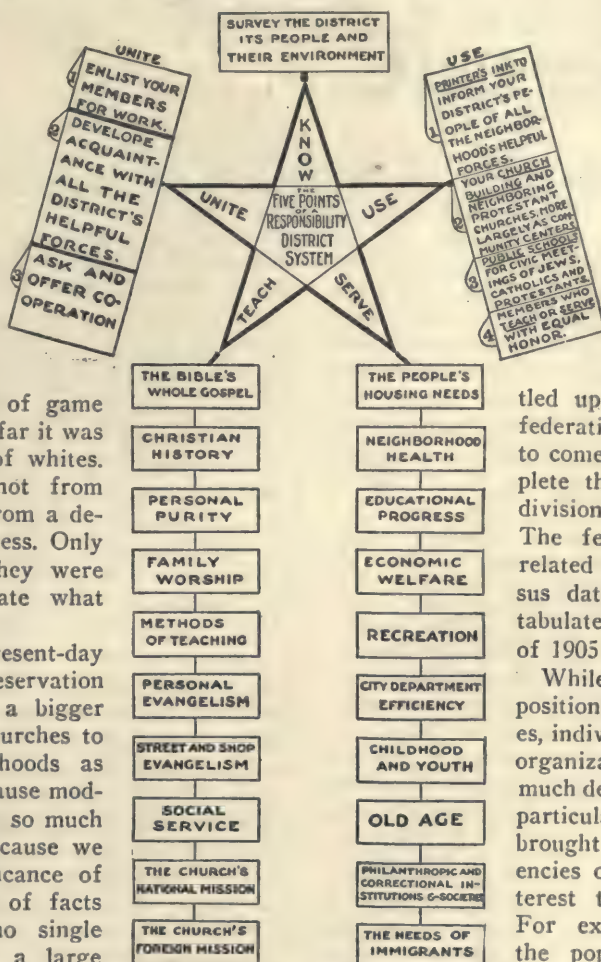 SURVEY THE DISTRICT
ITS PEOPLE AND
THEIR ENVIRONMENT
UNITE
1
ENLIST YOUR
MEMBERS
FOR WORK.
2
DEVELOPE
ACQUAINT-
ANCE WITH
ALL THE
DISTRICT'S
HELPFUL
FORCES.
3
ASK AND
OFFER CO-
OPERATION
USE
1
PRINTER'S INK TO
INFORM YOUR
DISTRICT'S PE-
OPLE OF ALL
THE NEIGHBOR-
HOOD'S HELPFUL
FORCES.
2
YOUR CHURCH
BUILDING AND
NEIGHBORING
PROTESTANT
CHURCHES, MORE
LARGELY AS COM-
MUNITY CENTERS
3
PUBLIC SCHOOLS
FOR CIVIC MEET-
INGS OF JEWS,
CATHOLICS AND
PROTESTANTS.
4
MEMBERS WHO
TEACH OR SERVE
WITH EQUAL
HONOR.
KNOW
UNITE
USE
TEACH
SERVE
THE
FIVE POINTS
OF A
RESPONSIBILITY
DISTRICT
SYSTEM
THE BIBLE'S
WHOLE GOSPEL
CHRISTIAN
HISTORY
PERSONAL
PURITY
FAMILY
WORSHIP
METHODS
OF TEACHING
PERSONAL
EVANGELISM
STREET AND SHOP
EVANGELISM
SOCIAL
SERVICE
THE CHURCH'S
NATIONAL MISSION
THE CHURCH'S
FOREIGN MISSION
THE PEOPLE'S
HOUSING NEEDS
NEIGHBORHOOD
HEALTH
EDUCATIONAL
PROGRESS
ECONOMIC
WELFARE
RECREATION
CITY DEPARTMENT
EFFICIENCY
CHILDHOOD
AND YOUTH
OLD AGE
PHILANTHROPIC AND
CORRECTIONAL IN-
STITUTIONS & SOCIETIES
THE NEEDS OF
IMMIGRANTS
of game
far it was
of whites.
not from
from a de-
ess. Only
they were
ate what
resent-day
eservation
a bigger
urches to
hoods as
ause mod-
so much
cause we
icance of
of facts
no single
a large
tled up
federati
to come
plete th
division
The fe
related
sus dat
tabulate
of 1905
While
position
es, indiv
organiza
much de
particula
brought
encies o
terest t
For ex
the por